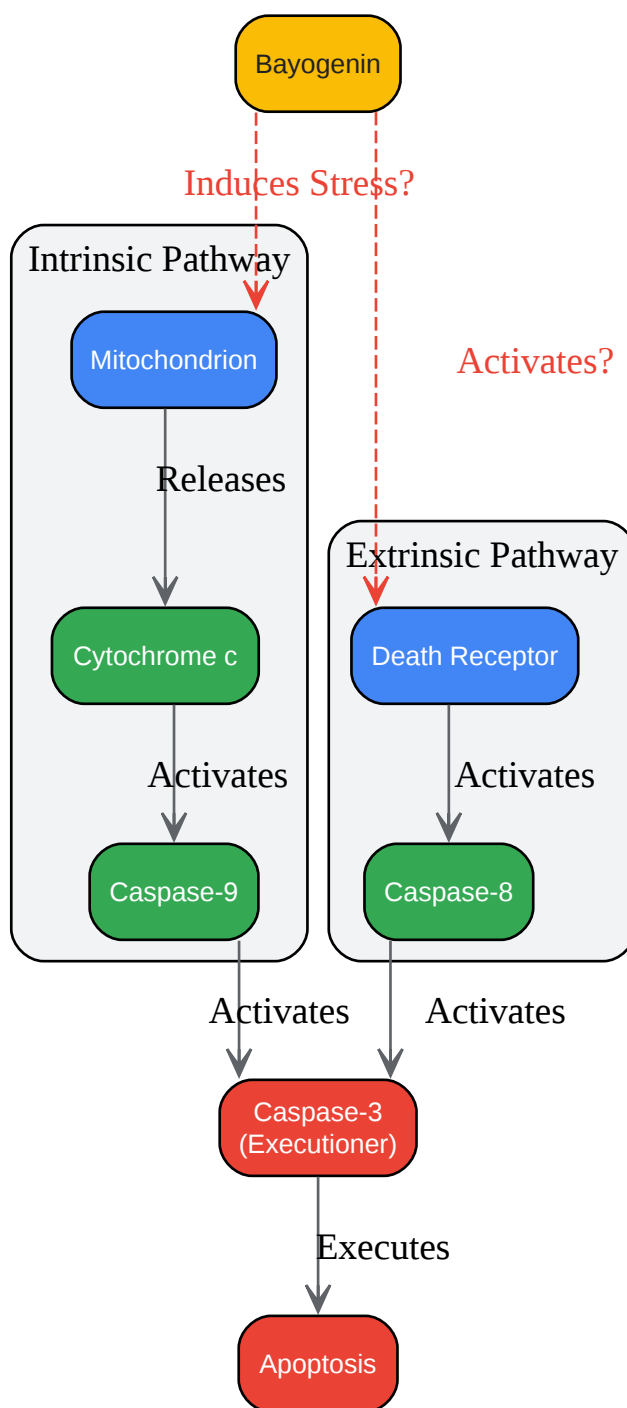 Bayogenin
Induces Stress?
Intrinsic Pathway
Mitochondrion
Activates?
Releases
Extrinsic Pathway
Cytochrome c
Death Receptor
Activates
Activates
Caspase-9
Caspase-8
Activates
Activates
Caspase-3
(Executioner)
Executes
Apoptosis